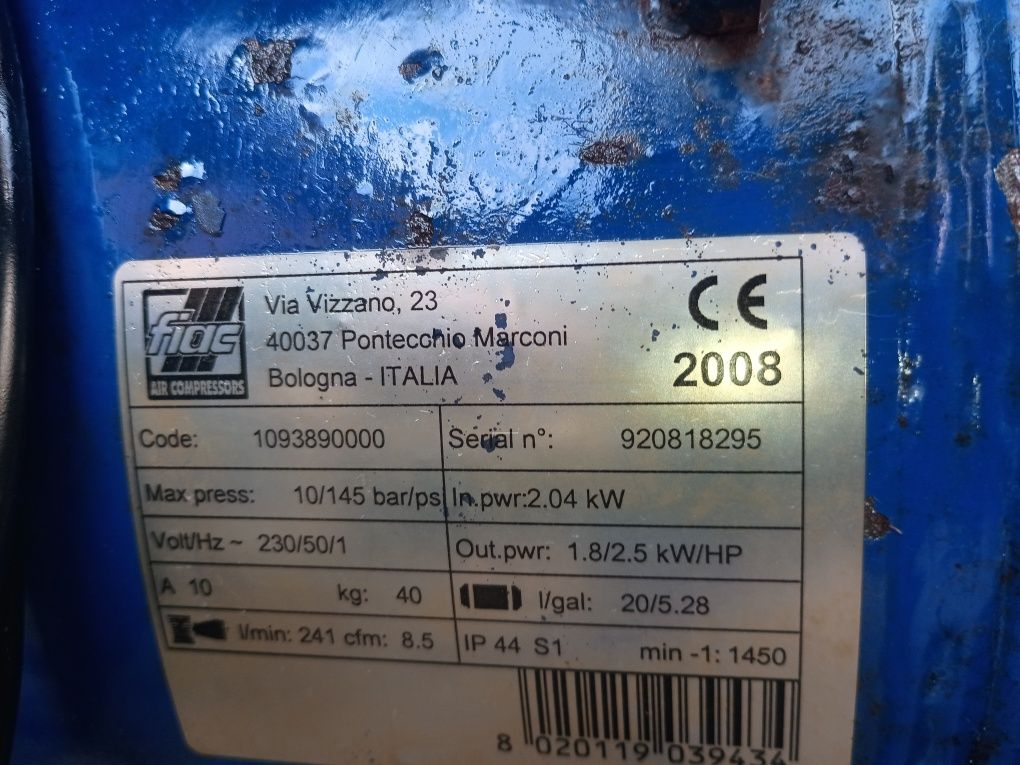 fiac
AIR COMPRESSORS
Via Vizzano, 23
40037 Pontecchio Marconi
Bologna - ITALIA
CE
2008
Code: 1093890000
Serial n°: 920818295
Max press: 10/145 bar/ps
In.pwr:2.04 kW
Volt/Hz ~ 230/50/1
Out.pwr: 1.8/2.5 kW/HP
A 10 kg: 40
l/gal: 20/5.28
l/min: 241 cfm: 8.5
IP 44 S1 min -1: 1450
8 020119 039434